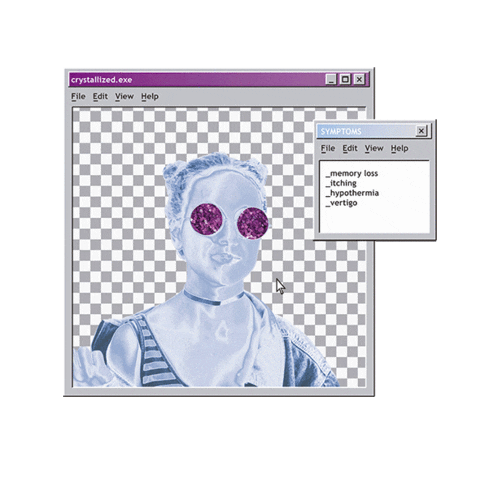 crystallized.exe
File Edit View Help
SYMPTOMS
File Edit View Help
_memory loss
_itching
_hypothermia
_vertigo